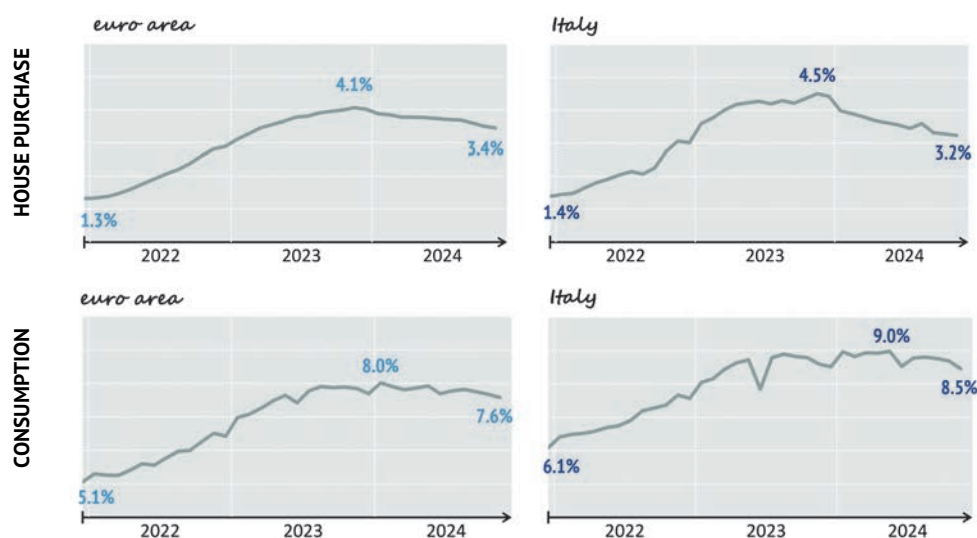 euro area
Italy
HOUSE PURCHASE
4.1%
4.5%
3.4%
3.2%
1.3%
1.4%
2022 2023 2024
2022 2023 2024
euro area
Italy
CONSUMPTION
8.0%
9.0%
7.6%
8.5%
5.1%
6.1%
2022 2023 2024
2022 2023 2024